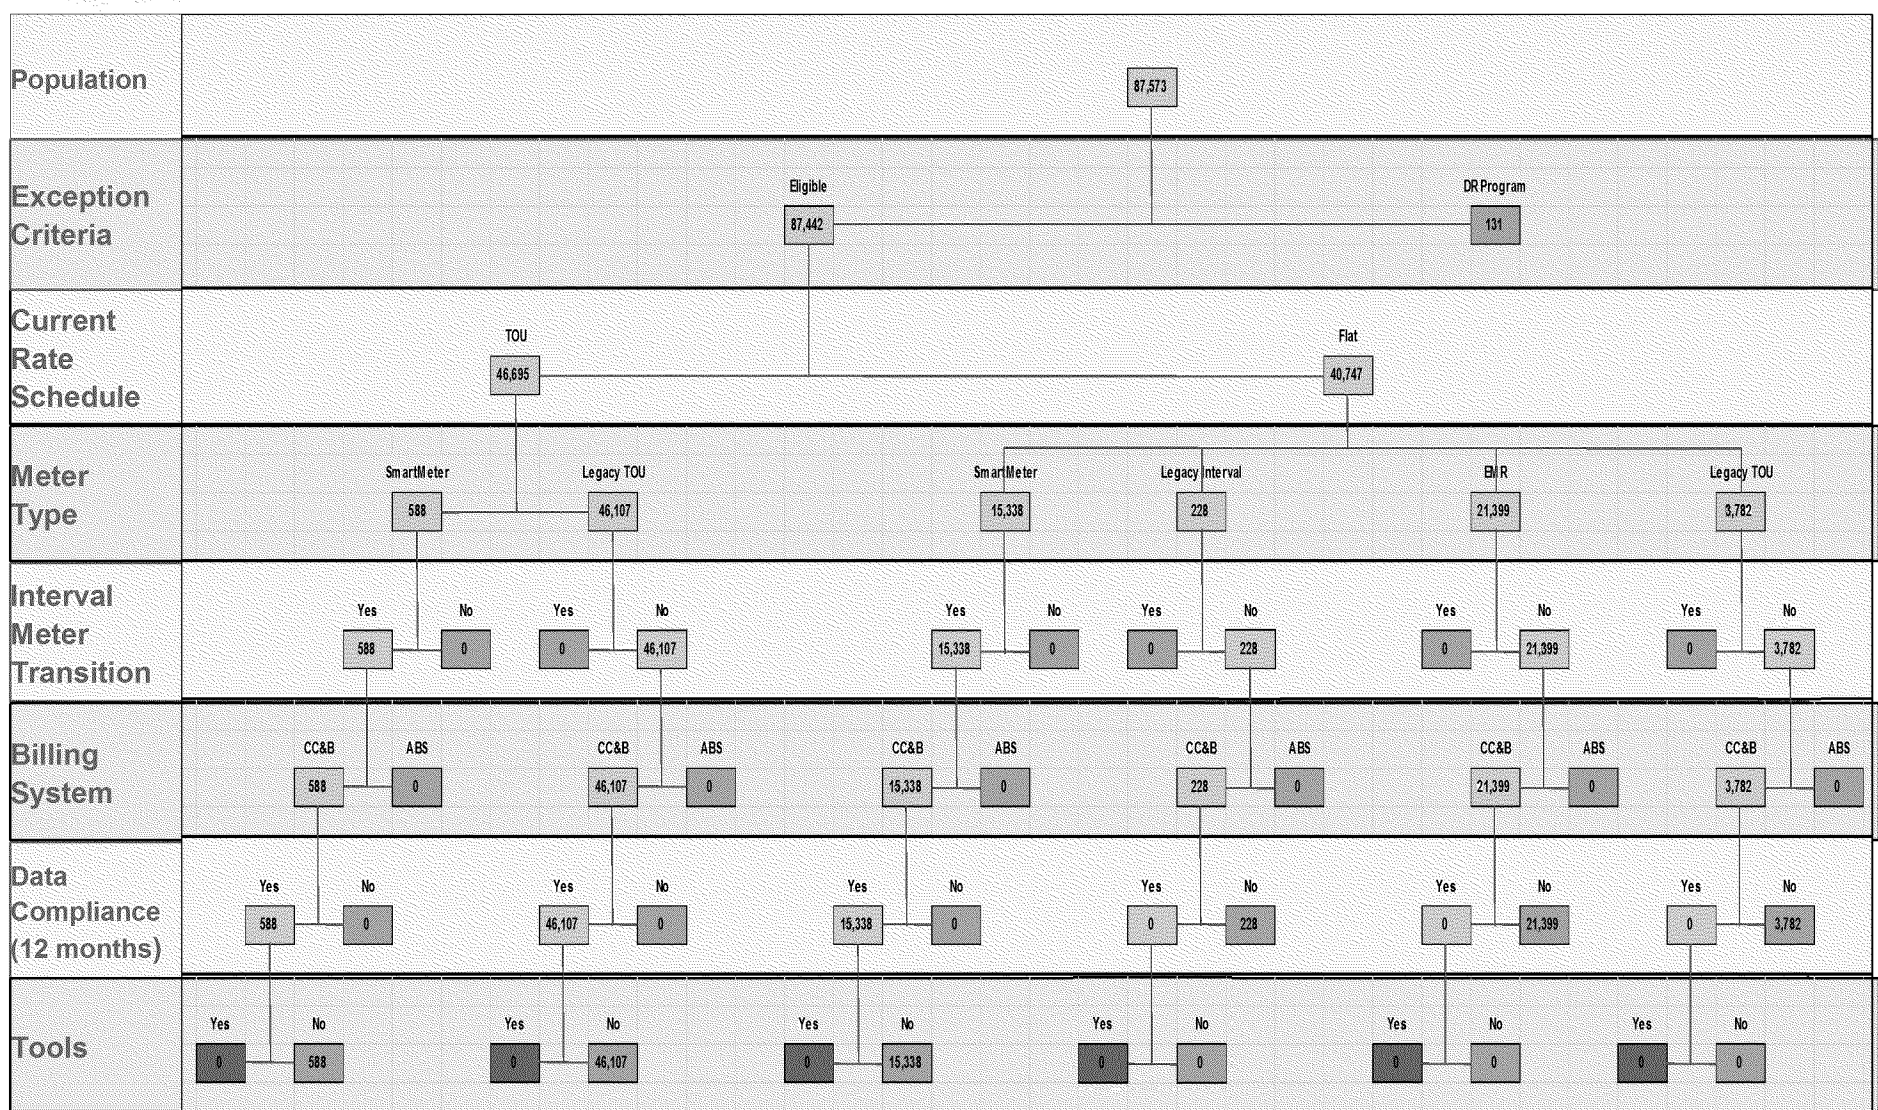 Population
87,573
Exception
Criteria
Eligible
DR Program
87,442
131
Current
Rate
Schedule
TOU
Flat
46,695
40,747
Meter
Type
SmartMeter
Legacy TOU
SmartMeter
Legacy Interval
EMR
Legacy TOU
588
46,107
15,338
228
21,399
3,782
Interval
Meter
Transition
Yes No Yes No Yes No Yes No Yes No Yes No
588 0 0 46,107 15,338 0 0 228 0 21,399 0 3,782
Billing
System
CC&B ABS CC&B ABS CC&B ABS CC&B ABS CC&B ABS CC&B ABS
588 0 46,107 0 15,338 0 228 0 21,399 0 3,782 0
Data
Compliance
(12 months)
Yes No Yes No Yes No Yes No Yes No Yes No
588 0 46,107 0 15,338 0 0 228 0 21,399 0 3,782
Tools
Yes No Yes No Yes No Yes No Yes No Yes No
0 588 0 46,107 0 15,338 0 0 0 0 0 0